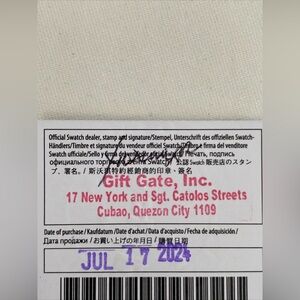 Official Swatch dealer, stamp and signature/Stempel, Unterschrift des offiziellen Swatch-
Händlers/Timbre et signature du vendeur officiel Swatch/Timbro e firma del venditore
Swatch ufficiale/Sello y firma del vendedor oficial Swatch/Печать, подпись
официального торгового Swatch/ 公認 Swatch 販売店のスタン
プ、署名。/ 斯沃琪特約經銷商的印章、簽名
Gift Gate, Inc.
17 New York and Sgt. Catolos Streets
Cubao, Quezon City 1109
Date of purchase / Kaufdatum / Date d'achat / Data d'acquisto / Fecha de adquisición /
Дата продажи / お買い上げの年月日 / 購買日期
JUL 17 2024